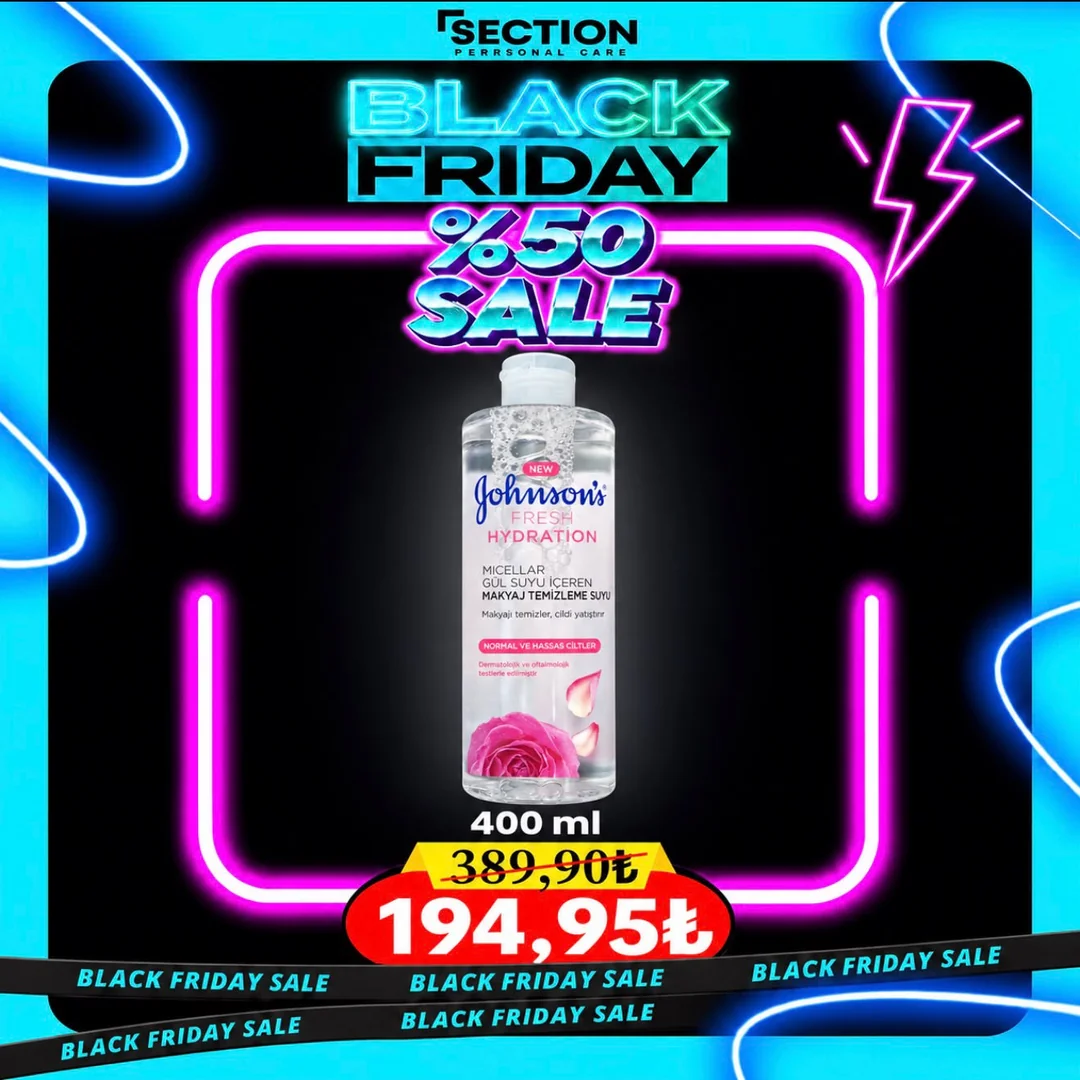 SECTION
PERRSONAL CARE
BLACK
FRIDAY
%50
SALE
NEW
Johnson's®
FRESH
HYDRATION
MICELLAR
GÜL SUYU İÇEREN
MAKYAJ TEMİZLEME SUYU
Makyajı temizler, cildi yatıştırır
NORMAL VE HASSAS CİLTLER
Dermatolojik ve oftalmolojik
testlerle edilmiştir
400 ml
389,90₺
194,95₺
BLACK FRIDAY SALE BLACK FRIDAY SALE BLACK FRIDAY SALE
BLACK FRIDAY SALE BLACK FRIDAY SALE